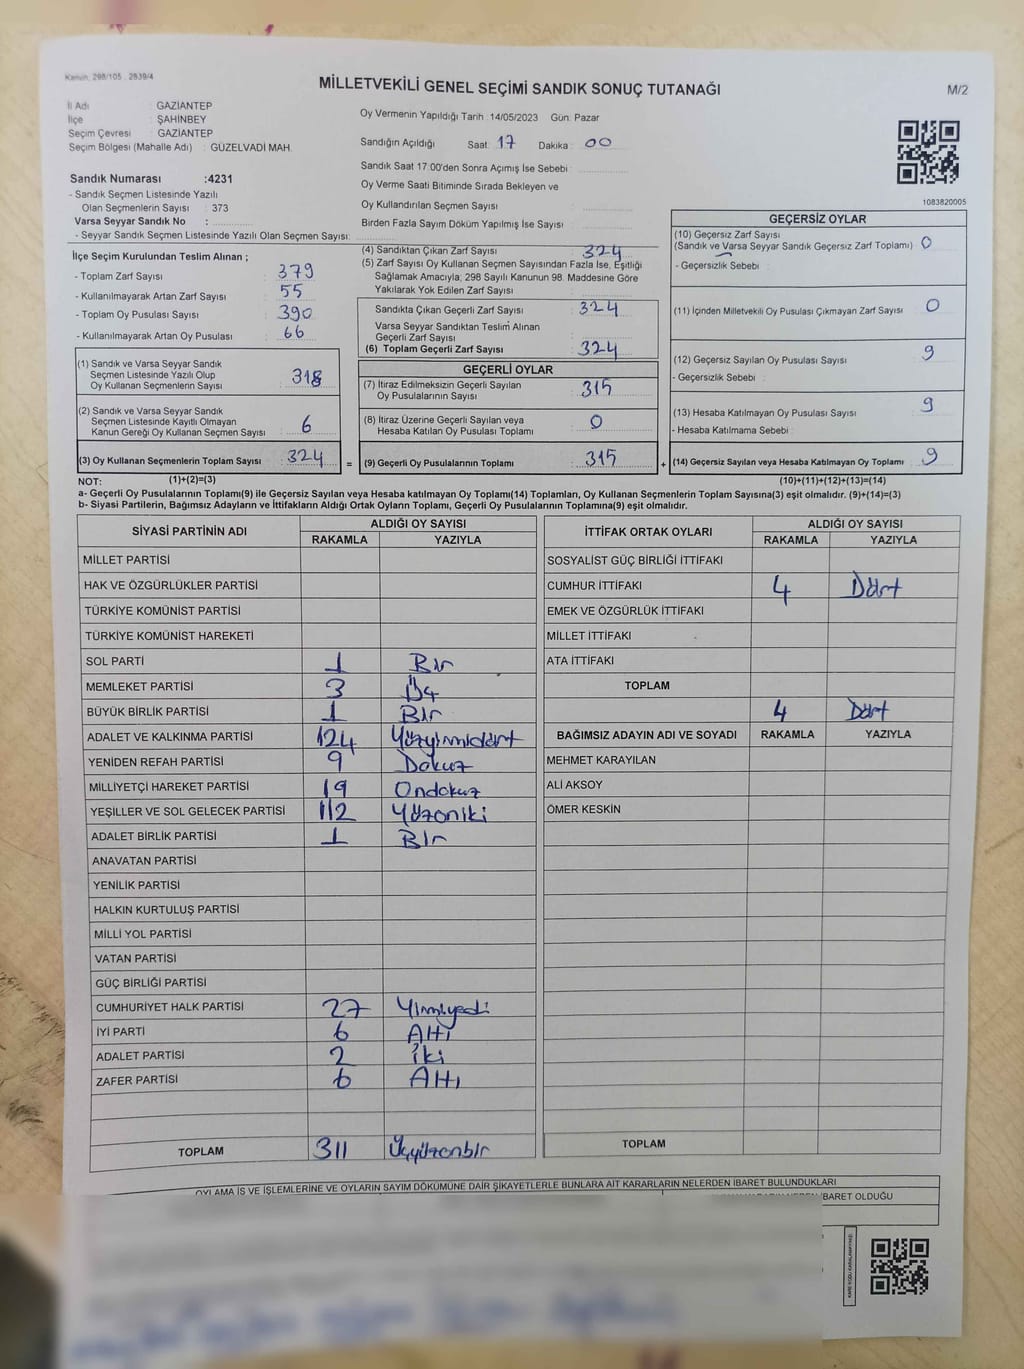 Kanun: 298/105 , 2839/4
MİLLETVEKİLİ GENEL SEÇİMİ SANDIK SONUÇ TUTANAĞI
M/2
İl Adı : GAZİANTEP
İlçe : ŞAHİNBEY
Seçim Çevresi : GAZİANTEP
Seçim Bölgesi (Mahalle Adı) : GÜZELVADİ MAH.
Sandık Numarası :4231
- Sandık Seçmen Listesinde Yazılı
Olan Seçmenlerin Sayısı : 373
Varsa Seyyar Sandık No :
- Seyyar Sandık Seçmen Listesinde Yazılı Olan Seçmen Sayısı:
Oy Vermenin Yapıldığı Tarih :14/05/2023 Gün: Pazar
Sandığın Açıldığı Saat: 17 Dakika : 00
Sandık Saat 17:00'den Sonra Açımış İse Sebebi :
Oy Verme Saati Bitiminde Sırada Bekleyen ve
Oy Kullandırılan Seçmen Sayısı
Birden Fazla Sayım Döküm Yapılmış İse Sayısı :
1083820005
İlçe Seçim Kurulundan Teslim Alınan ;
- Toplam Zarf Sayısı : 379
- Kullanılmayarak Artan Zarf Sayısı : 55
- Toplam Oy Pusulası Sayısı : 390
- Kullanılmayarak Artan Oy Pusulası : 66
(1) Sandık ve Varsa Seyyar Sandık
Seçmen Listesinde Yazılı Olup
Oy Kullanan Seçmenlerin Sayısı : 318
(2) Sandık ve Varsa Seyyar Sandık
Seçmen Listesinde Kayıtlı Olmayan
Kanun Gereği Oy Kullanan Seçmen Sayısı : 6
(3) Oy Kullanan Seçmenlerin Toplam Sayısı : 324
(4) Sandıktan Çıkan Zarf Sayısı : 324
(5) Zarf Sayısı Oy Kullanan Seçmen Sayısından Fazla İse, Eşitliği
Sağlamak Amacıyla; 298 Sayılı Kanunun 98. Maddesine Göre
Yakılarak Yok Edilen Zarf Sayısı :
Sandıkta Çıkan Geçerli Zarf Sayısı : 324
Varsa Seyyar Sandıktan Teslim Alınan
Geçerli Zarf Sayısı :
(6) Toplam Geçerli Zarf Sayısı : 324
GEÇERLİ OYLAR
(7) İtiraz Edilmeksizin Geçerli Sayılan
Oy Pusulalarının Sayısı : 315
(8) İtiraz Üzerine Geçerli Sayılan veya
Hesaba Katılan Oy Pusulası Toplamı : 0
= (9) Geçerli Oy Pusulalarının Toplamı : 315
GEÇERSİZ OYLAR
(10) Geçersiz Zarf Sayısı
(Sandık ve Varsa Seyyar Sandık Geçersiz Zarf Toplamı) : 0
- Geçersizlik Sebebi :
(11) İçinden Milletvekili Oy Pusulası Çıkmayan Zarf Sayısı : 0
(12) Geçersiz Sayılan Oy Pusulası Sayısı : 9
- Geçersizlik Sebebi :
(13) Hesaba Katılmayan Oy Pusulası Sayısı : 9
- Hesaba Katılmama Sebebi :
+ (14) Geçersiz Sayılan veya Hesaba Katılmayan Oy Toplamı : 9
NOT: (1)+(2)=(3)
(10)+(11)+(12)+(13)=(14)
a- Geçerli Oy Pusulalarının Toplamı(9) ile Geçersiz Sayılan veya Hesaba katılmayan Oy Toplamı(14) Toplamları, Oy Kullanan Seçmenlerin Toplam Sayısına(3) eşit olmalıdır. (9)+(14)=(3)
b- Siyasi Partilerin, Bağımsız Adayların ve İttifakların Aldığı Ortak Oyların Toplamı, Geçerli Oy Pusulalarının Toplamına(9) eşit olmalıdır.
SİYASİ PARTİNİN ADI ALDIĞI OY SAYISI
RAKAMLA YAZIYLA
MİLLET PARTİSİ
HAK VE ÖZGÜRLÜKLER PARTİSİ
TÜRKİYE KOMÜNİST PARTİSİ
TÜRKİYE KOMÜNİST HAREKETİ
SOL PARTİ 1 Bir
MEMLEKET PARTİSİ 3 Üç
BÜYÜK BİRLİK PARTİSİ 1 Bir
ADALET VE KALKINMA PARTİSİ 124 Yüzyirmidört
YENİDEN REFAH PARTİSİ 9 Dokuz
MİLLİYETÇİ HAREKET PARTİSİ 19 Ondokuz
YEŞİLLER VE SOL GELECEK PARTİSİ 112 Yüzoniki
ADALET BİRLİK PARTİSİ 1 Bir
ANAVATAN PARTİSİ
YENİLİK PARTİSİ
HALKIN KURTULUŞ PARTİSİ
MİLLİ YOL PARTİSİ
VATAN PARTİSİ
GÜÇ BİRLİĞİ PARTİSİ
CUMHURİYET HALK PARTİSİ 27 Yirmiyedi
İYİ PARTİ 6 Altı
ADALET PARTİSİ 2 İki
ZAFER PARTİSİ 6 Altı
TOPLAM 311 Üçyüzonbir
İTTİFAK ORTAK OYLARI ALDIĞI OY SAYISI
RAKAMLA YAZIYLA
SOSYALİST GÜÇ BİRLİĞİ İTTİFAKI
CUMHUR İTTİFAKI 4 Dört
EMEK VE ÖZGÜRLÜK İTTİFAKI
MİLLET İTTİFAKI
ATA İTTİFAKI
TOPLAM
4 Dört
BAĞIMSIZ ADAYIN ADI VE SOYADI RAKAMLA YAZIYLA
MEHMET KARAYILAN
ALİ AKSOY
ÖMER KESKİN
TOPLAM
OYLAMA İŞ VE İŞLEMLERİNE VE OYLARIN SAYIM DÖKÜMÜNE DAİR ŞİKAYETLERLE BUNLARA AİT KARARLARIN NELERDEN İBARET BULUNDUKLARI
İBARET OLDUĞU